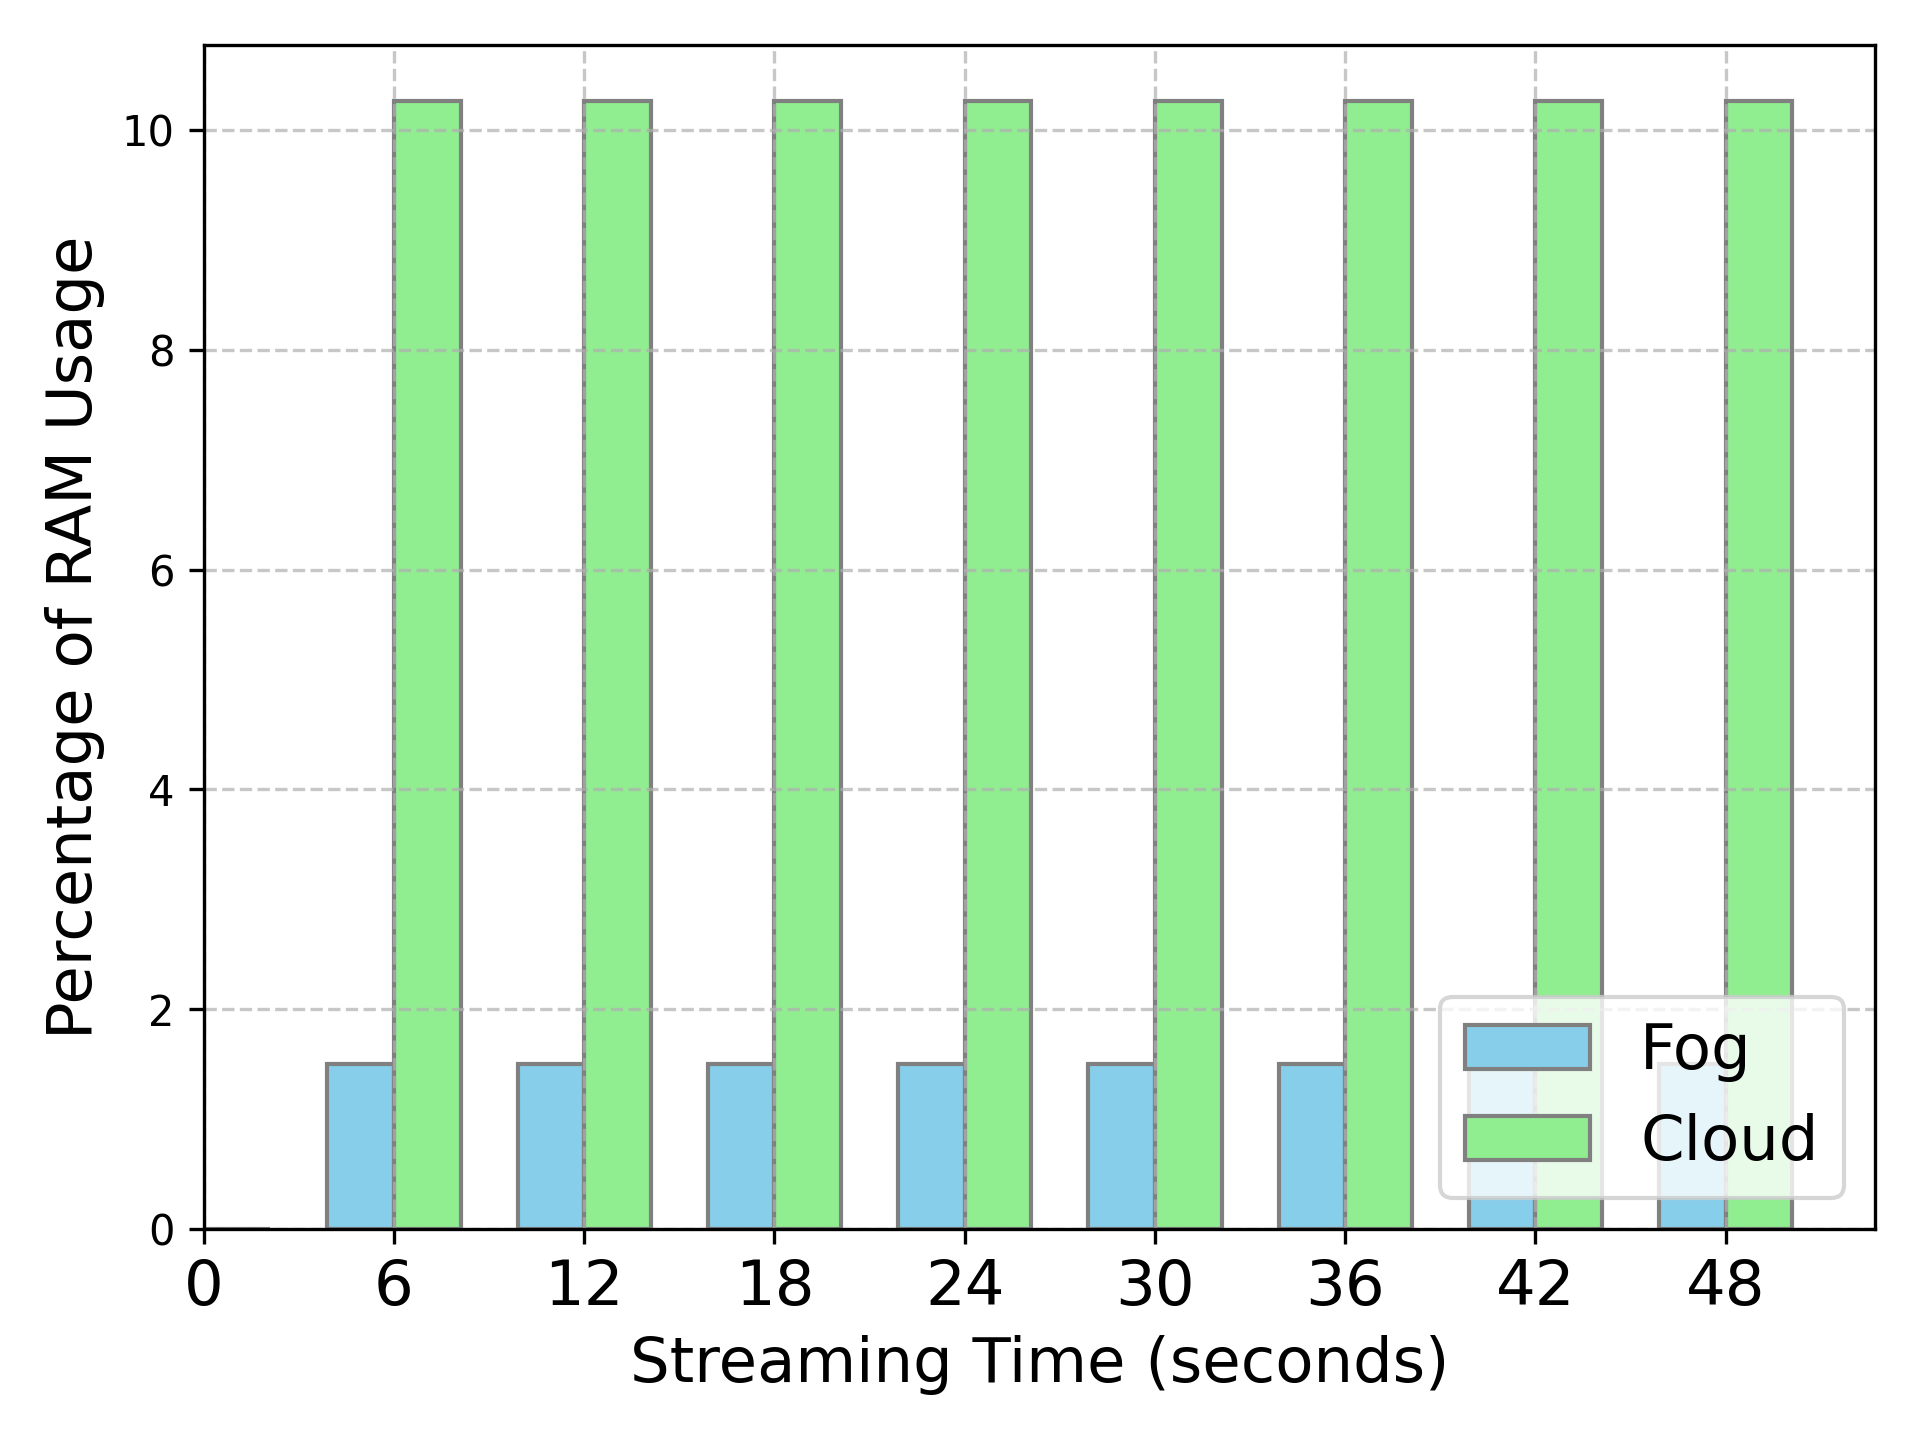 Percentage of RAM Usage
10
8
6
4
2
0
0 6 12 18 24 30 36 42 48
Streaming Time (seconds)
Fog
Cloud